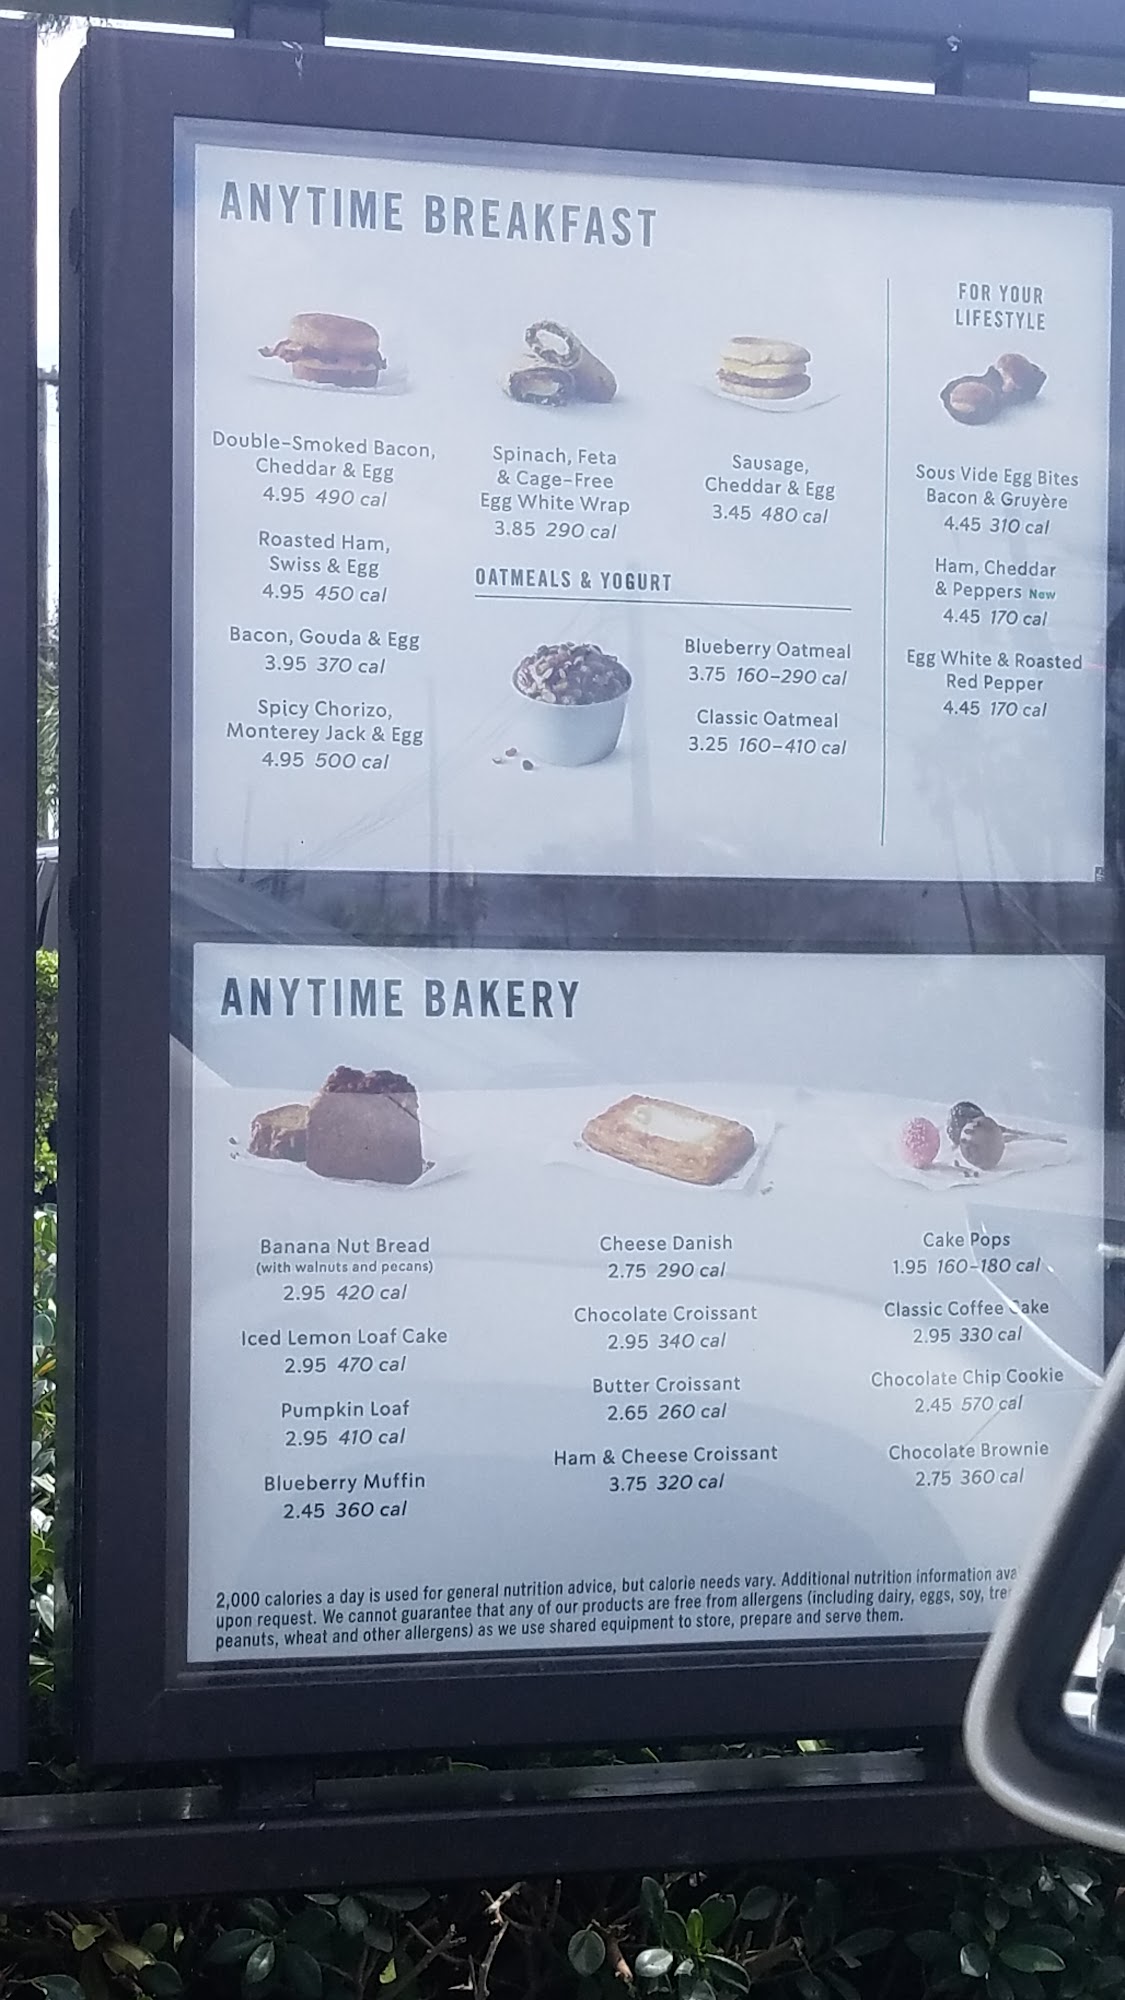 ANYTIME BREAKFAST
Double-Smoked Bacon,
Cheddar & Egg
4.95 490 cal
Roasted Ham,
Swiss & Egg
4.95 450 cal
Bacon, Gouda & Egg
3.95 370 cal
Spicy Chorizo,
Monterey Jack & Egg
4.95 500 cal
Spinach, Feta
& Cage-Free
Egg White Wrap
3.85 290 cal
Sausage,
Cheddar & Egg
3.45 480 cal
OATMEALS & YOGURT
Blueberry Oatmeal
3.75 160-290 cal
Classic Oatmeal
3.25 160-410 cal
FOR YOUR
LIFESTYLE
Sous Vide Egg Bites
Bacon & Gruyère
4.45 310 cal
Ham, Cheddar
& Peppers New
4.45 170 cal
Egg White & Roasted
Red Pepper
4.45 170 cal
ANYTIME BAKERY
Banana Nut Bread
(with walnuts and pecans)
2.95 420 cal
Iced Lemon Loaf Cake
2.95 470 cal
Pumpkin Loaf
2.95 410 cal
Blueberry Muffin
2.45 360 cal
Cheese Danish
2.75 290 cal
Chocolate Croissant
2.95 340 cal
Butter Croissant
2.65 260 cal
Ham & Cheese Croissant
3.75 320 cal
Cake Pops
1.95 160-180 cal
Classic Coffee Cake
2.95 330 cal
Chocolate Chip Cookie
2.45 570 cal
Chocolate Brownie
2.75 360 cal
2,000 calories a day is used for general nutrition advice, but calorie needs vary. Additional nutrition information
upon request. We cannot guarantee that any of our products are free from allergens (including dairy, eggs, soy,
peanuts, wheat and other allergens) as we use shared equipment to store, prepare and serve them.